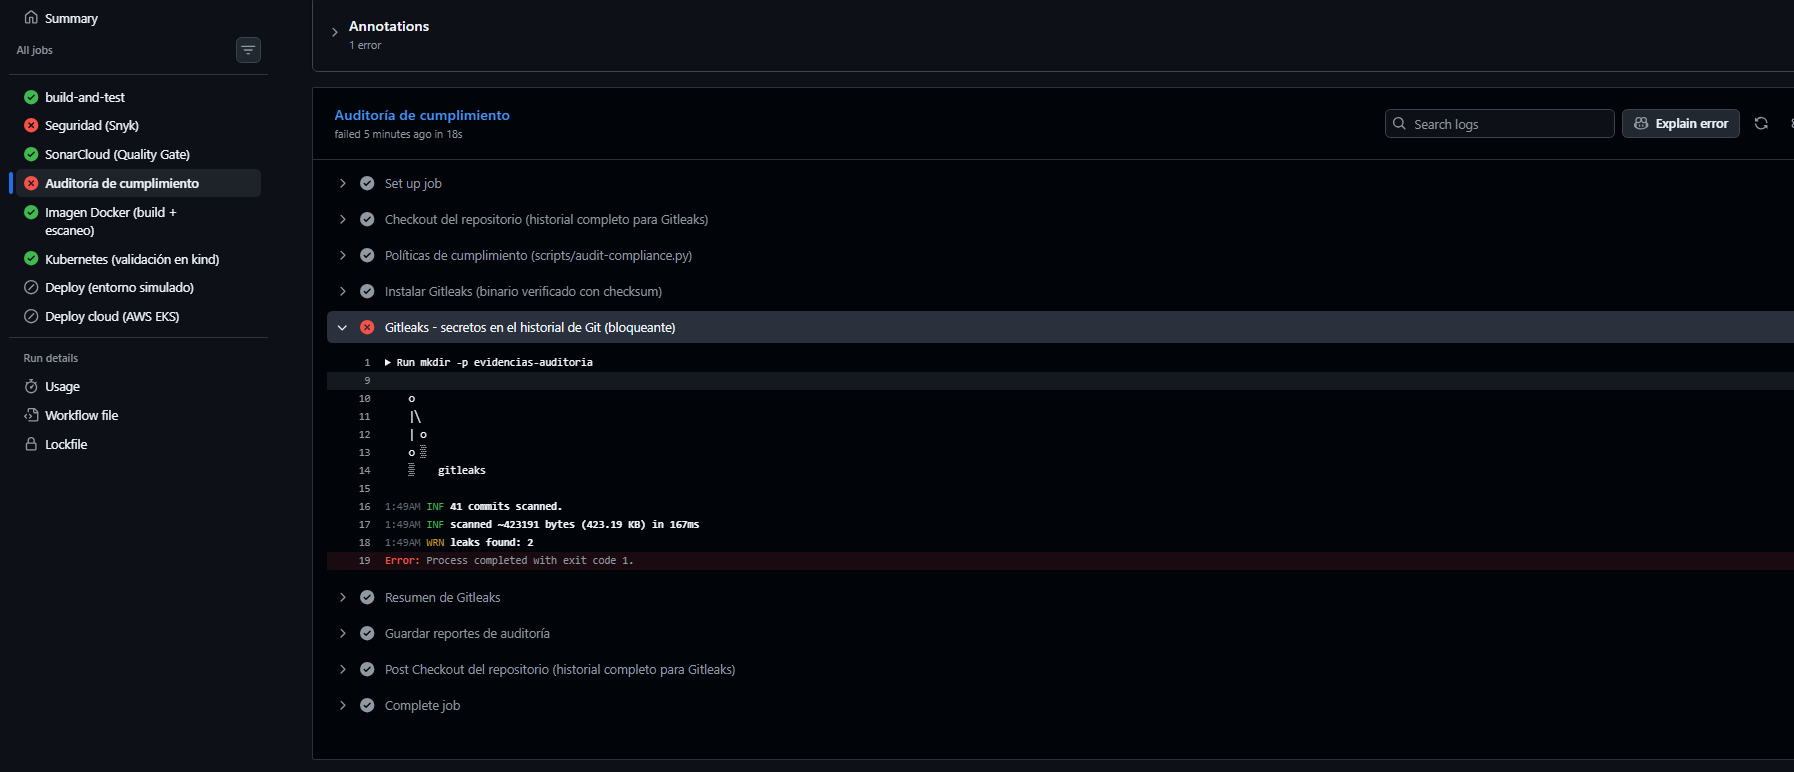 Summary
All jobs
build-and-test
Seguridad (Snyk)
SonarCloud (Quality Gate)
Auditoría de cumplimiento
Imagen Docker (build +
escaneo)
Kubernetes (validación en kind)
Deploy (entorno simulado)
Deploy cloud (AWS EKS)
Run details
Usage
Workflow file
Lockfile
Annotations
1 error
Auditoría de cumplimiento
failed 5 minutes ago in 18s
Search logs
Explain error
Set up job
Checkout del repositorio (historial completo para Gitleaks)
Políticas de cumplimiento (scripts/audit-compliance.py)
Instalar Gitleaks (binario verificado con checksum)
Gitleaks - secretos en el historial de Git (bloqueante)
1 ▶ Run mkdir -p evidencias-auditoria
9
10 o
11 |\
12 | o
13 o ░
14 ░ gitleaks
15
16 1:49AM INF 41 commits scanned.
17 1:49AM INF scanned ~423191 bytes (423.19 KB) in 167ms
18 1:49AM WRN leaks found: 2
19 Error: Process completed with exit code 1.
Resumen de Gitleaks
Guardar reportes de auditoría
Post Checkout del repositorio (historial completo para Gitleaks)
Complete job